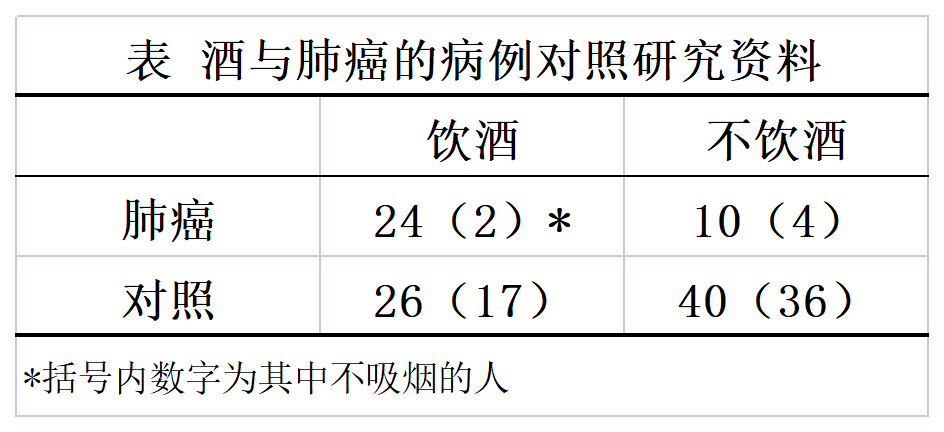 表 酒与肺癌的病例对照研究资料
饮酒 不饮酒
肺癌 24（2）* 10（4）
对照 26（17） 40（36）
*括号内数字为其中不吸烟的人